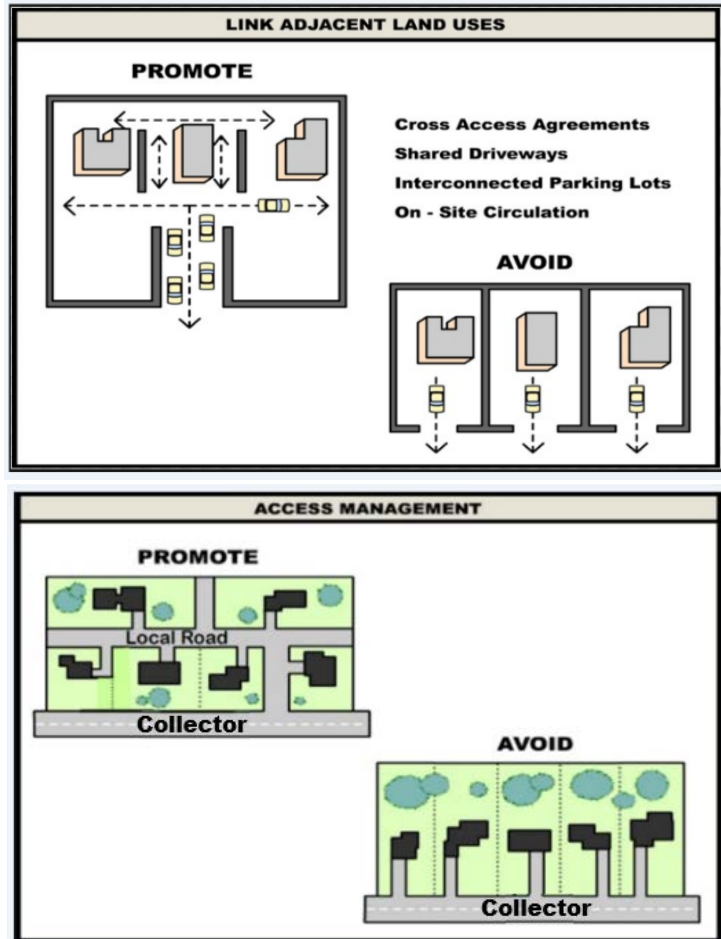 LINK ADJACENT LAND USES
PROMOTE
Cross Access Agreements
Shared Driveways
Interconnected Parking Lots
On - Site Circulation
AVOID
ACCESS MANAGEMENT
PROMOTE
Local Road
Collector
AVOID
Collector